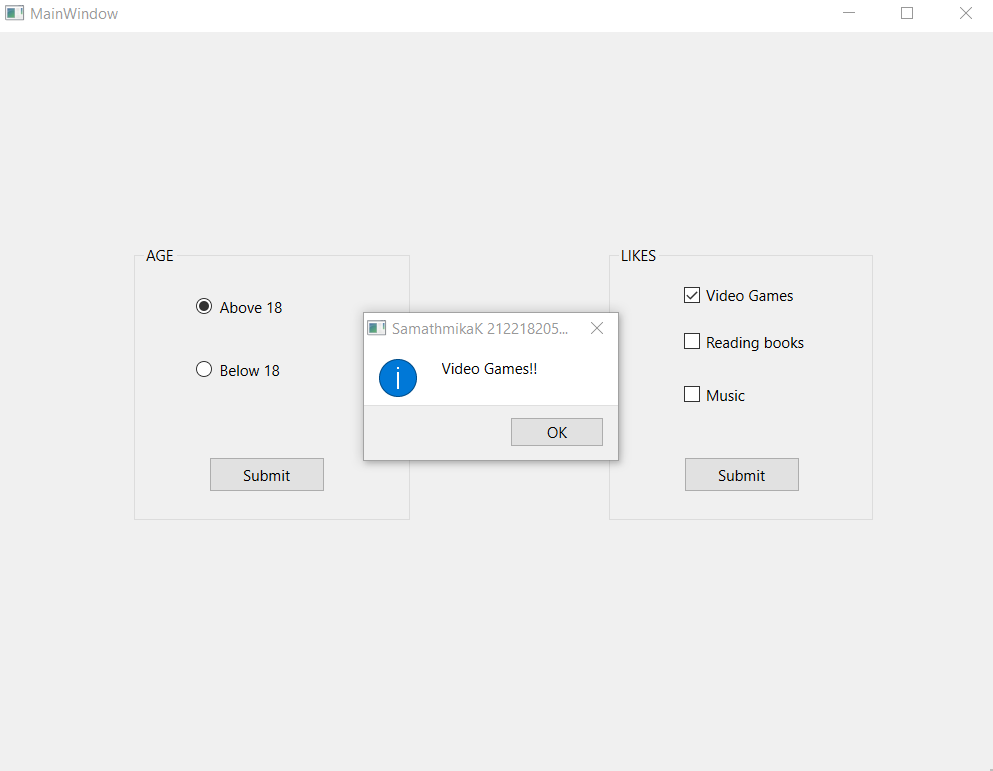 MainWindow
AGE
Above 18
Below 18
Submit
SamathmikaK 212218205...
Video Games!!
OK
LIKES
Video Games
Reading books
Music
Submit